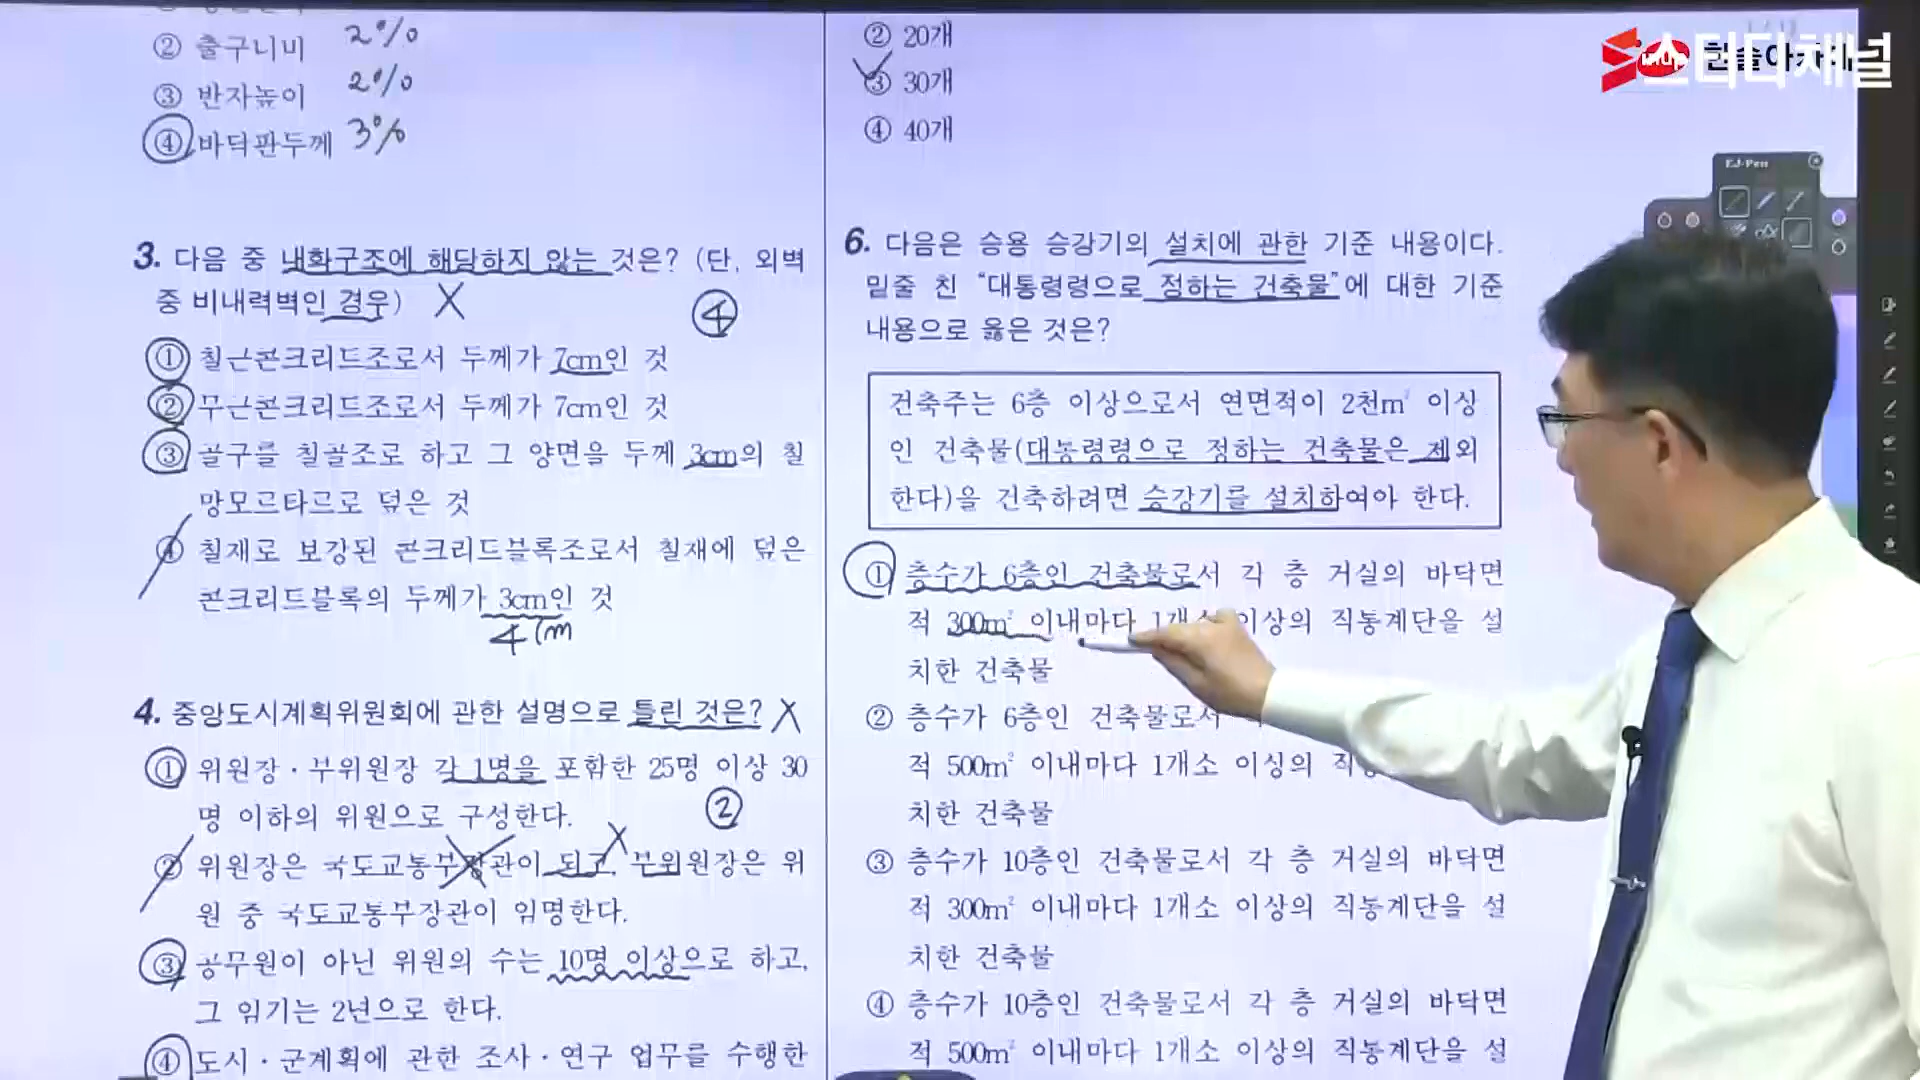 ② 출구너비 2%
③ 반자높이 2%
④ 바닥판두께 3%
3. 다음 중 내화구조에 해당하지 않는 것은? (단, 외벽
중 비내력벽인 경우) X ④
① 철근콘크리트조로서 두께가 7cm인 것
② 무근콘크리트조로서 두께가 7cm인 것
③ 골구를 철골조로 하고 그 양면을 두께 3cm의 철
망모르타르로 덮은 것
④ 철재로 보강된 콘크리트블록조로서 철재에 덮은
콘크리트블록의 두께가 3cm인 것
4cm
4. 중앙도시계획위원회에 관한 설명으로 틀린 것은? X
① 위원장·부위원장 각 1명을 포함한 25명 이상 30
명 이하의 위원으로 구성한다. ②
② 위원장은 국토교통부장관이 되고, 부위원장은 위
원 중 국토교통부장관이 임명한다.
③ 공무원이 아닌 위원의 수는 10명 이상으로 하고,
그 임기는 2년으로 한다.
④ 도시·군계획에 관한 조사·연구 업무를 수행한
② 20개
③ 30개
④ 40개
6. 다음은 승용 승강기의 설치에 관한 기준 내용이다.
밑줄 친 “대통령령으로 정하는 건축물”에 대한 기준
내용으로 옳은 것은?
건축주는 6층 이상으로서 연면적이 2천m² 이상
인 건축물(대통령령으로 정하는 건축물은 제외
한다)을 건축하려면 승강기를 설치하여야 한다.
① 층수가 6층인 건축물로서 각 층 거실의 바닥면
적 300m² 이내마다 1개소 이상의 직통계단을 설
치한 건축물
② 층수가 6층인 건축물로서
적 500m² 이내마다 1개소 이상의
치한 건축물
③ 층수가 10층인 건축물로서 각 층 거실의 바닥면
적 300m² 이내마다 1개소 이상의 직통계단을 설
치한 건축물
④ 층수가 10층인 건축물로서 각 층 거실의 바닥면
적 500m² 이내마다 1개소 이상의 직통계단을 설
스터디채널
EJ-Pen